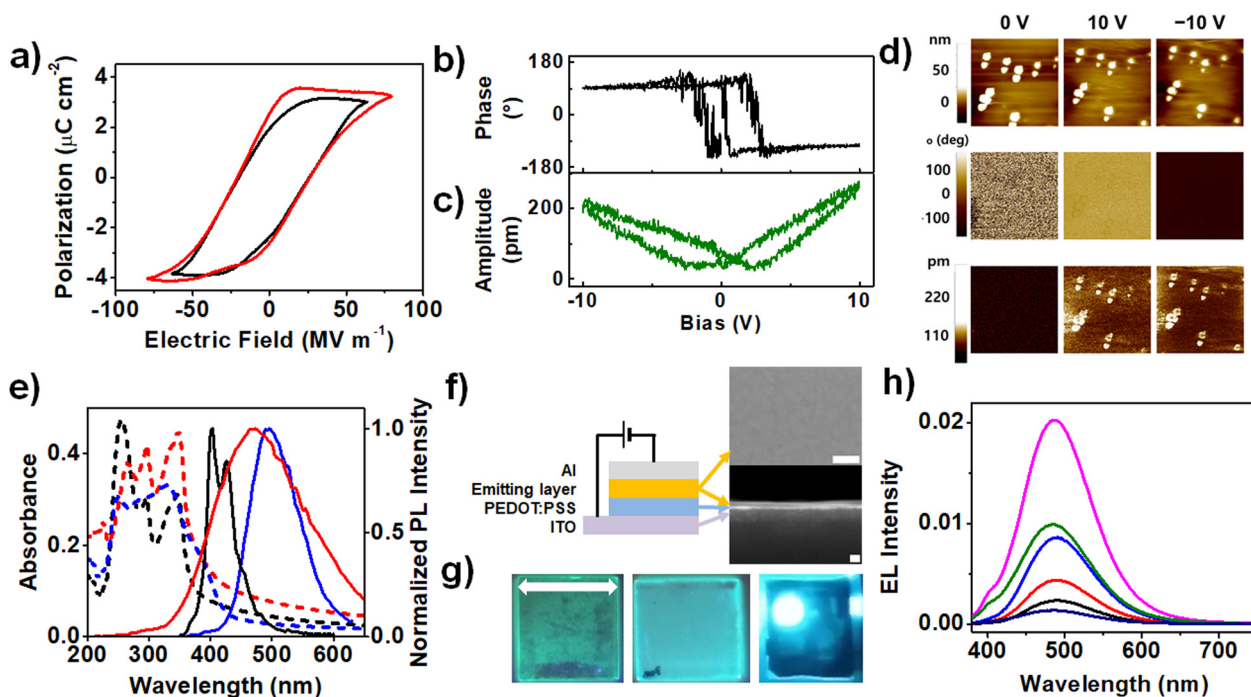 a)
Polarization (μC cm⁻²)
4
2
0
-2
-4
-100 -50 0 50 100
Electric Field (MV m⁻¹)
b)
Phase
(°)
180
0
-180
c)
Amplitude
(pm)
200
0
-10 -5 0 5 10
Bias (V)
d)
0 V 10 V −10 V
nm
50
0
o (deg)
100
0
-100
pm
220
110
e)
Absorbance
0.4
0.2
0.0
200 300 400 500 600
Wavelength (nm)
1.0
0.5
0.0
Normalized PL Intensity
f)
Al
Emitting layer
PEDOT:PSS
ITO
g)
h)
EL Intensity
0.02
0.01
0.00
400 500 600 700
Wavelength (nm)